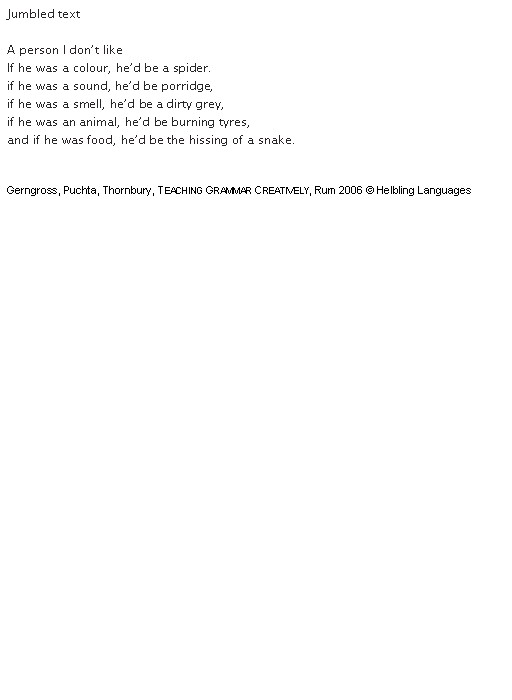 Jumbled text
A person I don't like
If he was a colour, he'd be a spider.
if he was a sound, he'd be porridge,
if he was a smell, he'd be a dirty grey,
if he was an animal, he'd be burning tyres,
and if he was food, he'd be the hissing of a snake.
Gerngross, Puchta, Thornbury, TEACHING GRAMMAR CREATIVELY, Rum 2006 © Helbling Languages